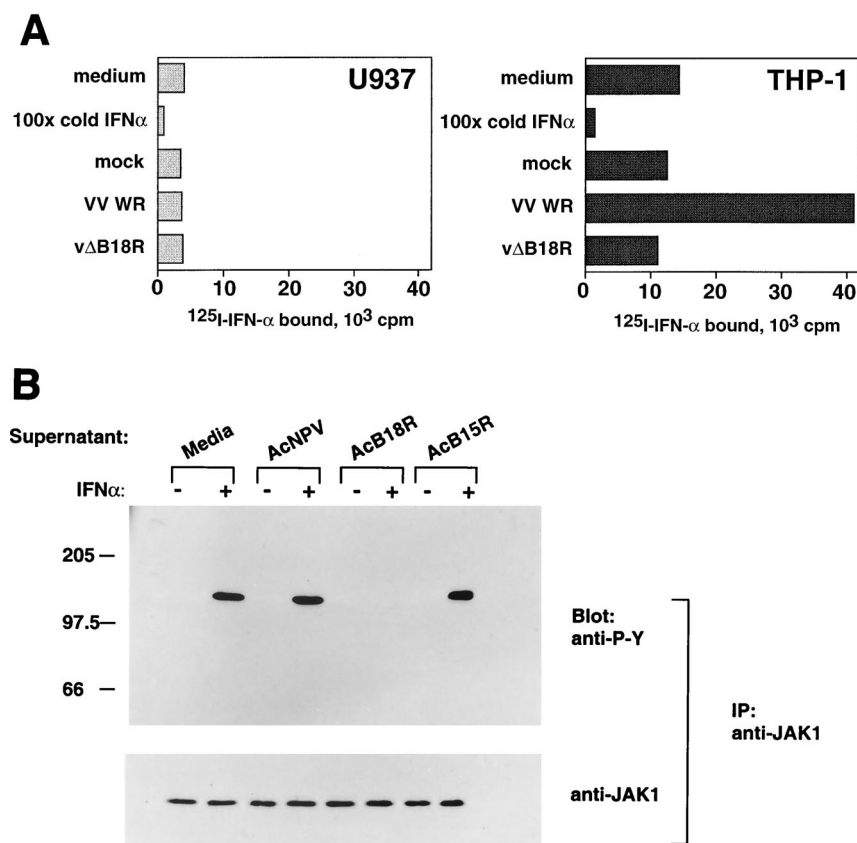 A
U937
medium
100x cold IFNα
mock
VV WR
vΔB18R
0 10 20 30 40
125I-IFN-α bound, 10³ cpm
THP-1
medium
100x cold IFNα
mock
VV WR
vΔB18R
0 10 20 30 40
125I-IFN-α bound, 10³ cpm
B
Supernatant: Media AcNPV AcB18R AcB15R
IFNα: - + - + - + - +
205
97.5
66
Blot:
anti-P-Y
IP:
anti-JAK1
anti-JAK1